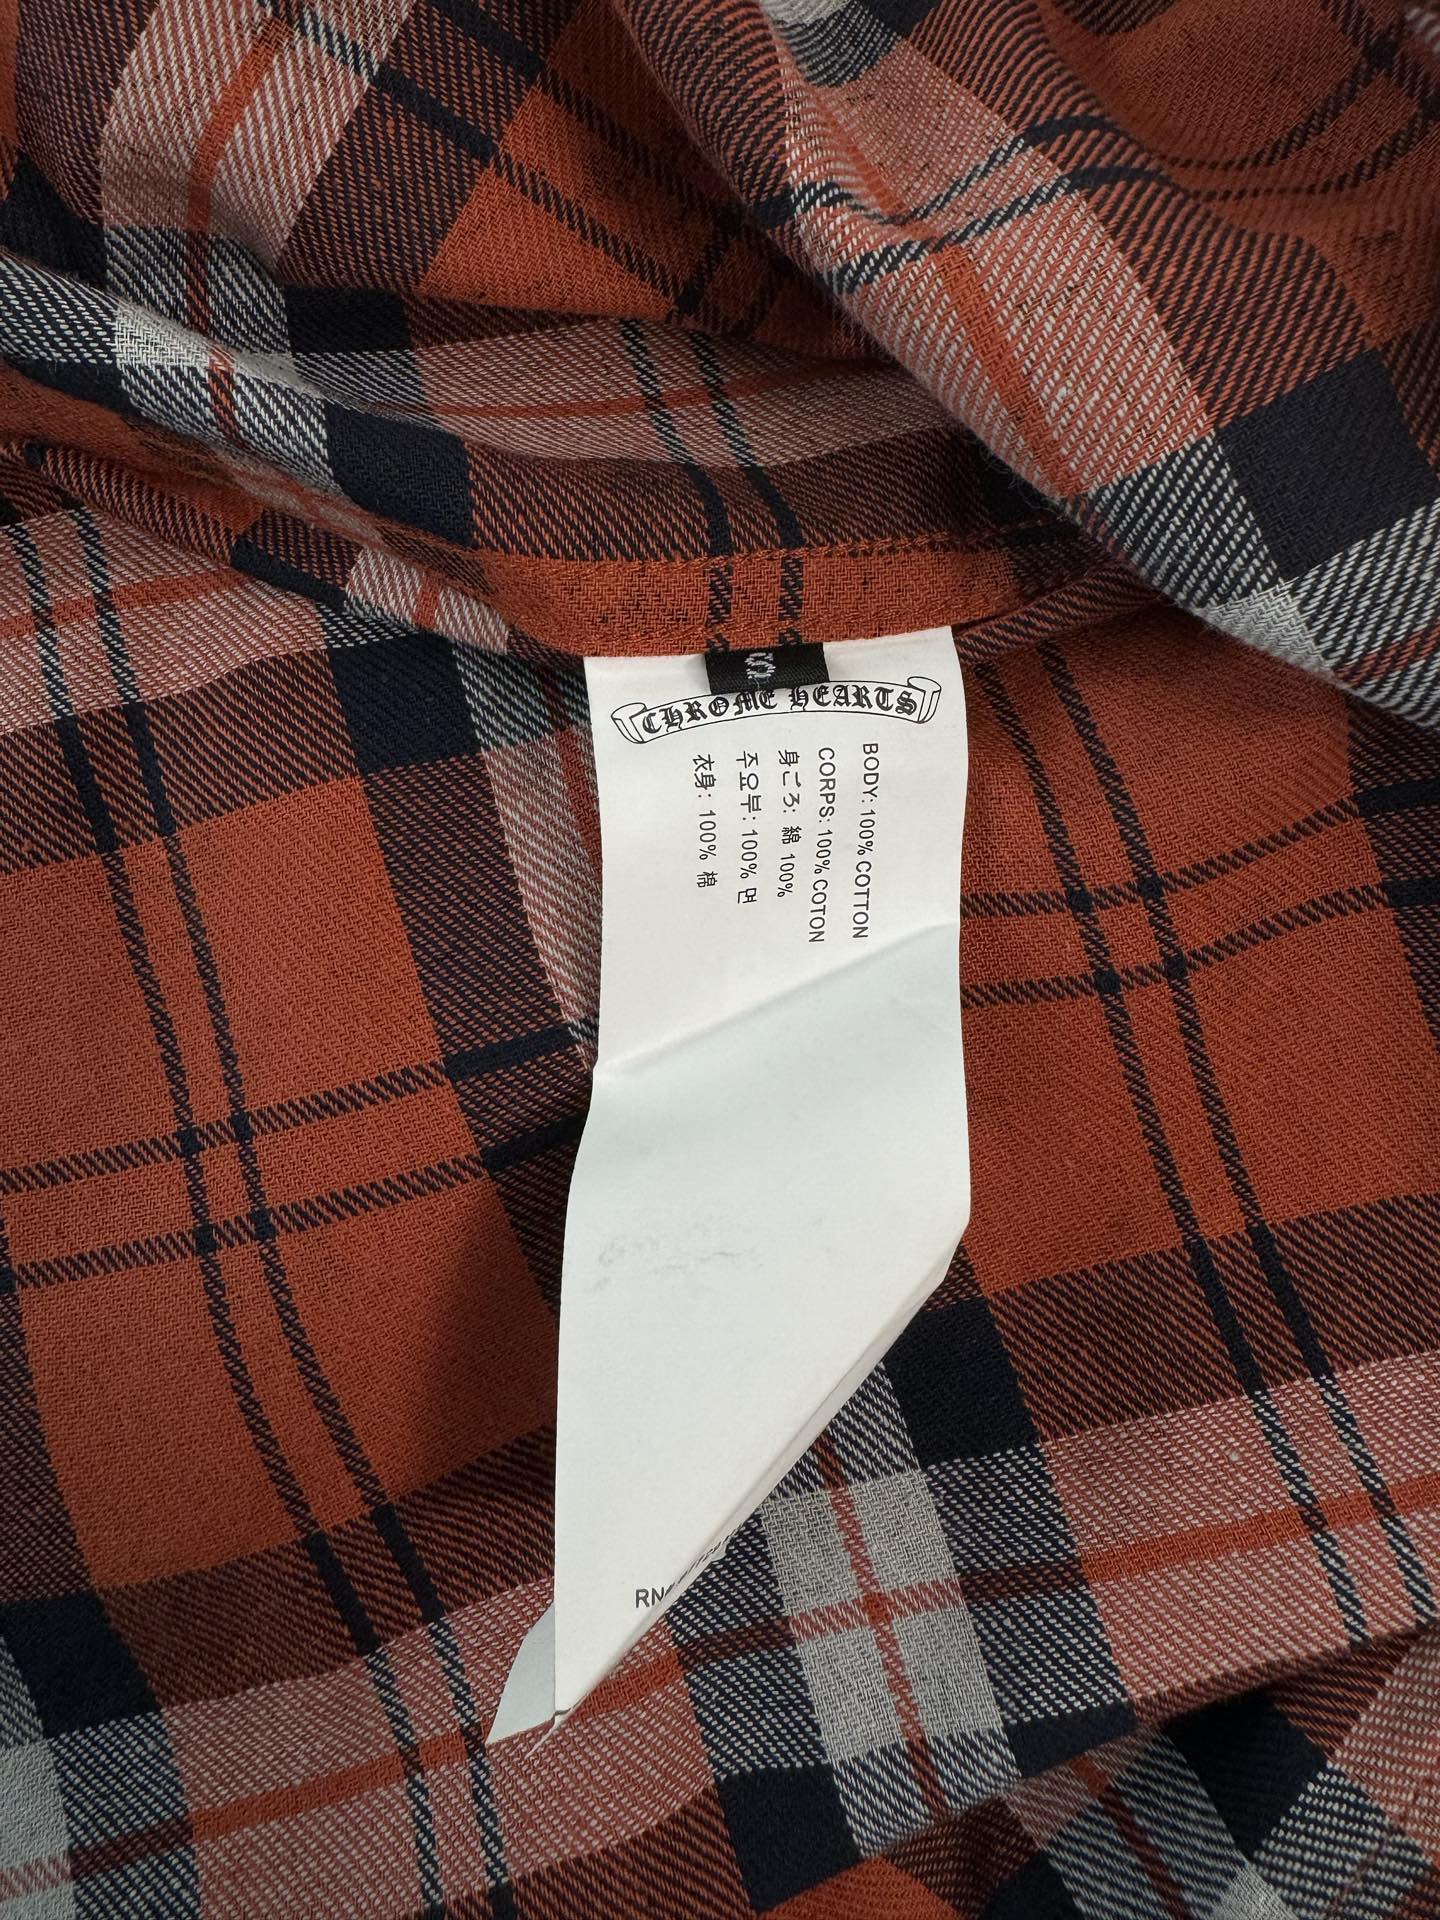 CHROME HEARTS
BODY: 100% COTTON
CORPS: 100% COTON
身ごろ: 綿 100%
주요부: 100% 면
衣身: 100% 棉